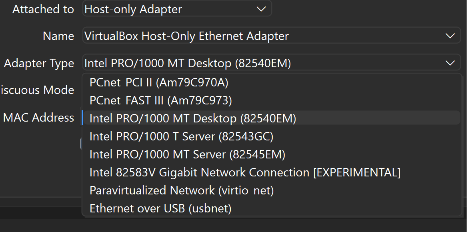 Attached to Host-only Adapter
Name VirtualBox Host-Only Ethernet Adapter
Adapter Type Intel PRO/1000 MT Desktop (82540EM)
iscuous Mode PCnet PCI II (Am79C970A)
PCnet FAST III (Am79C973)
MAC Address Intel PRO/1000 MT Desktop (82540EM)
Intel PRO/1000 T Server (82543GC)
Intel PRO/1000 MT Server (82545EM)
Intel 82583V Gigabit Network Connection [EXPERIMENTAL]
Paravirtualized Network (virtio_net)
Ethernet over USB (usbnet)